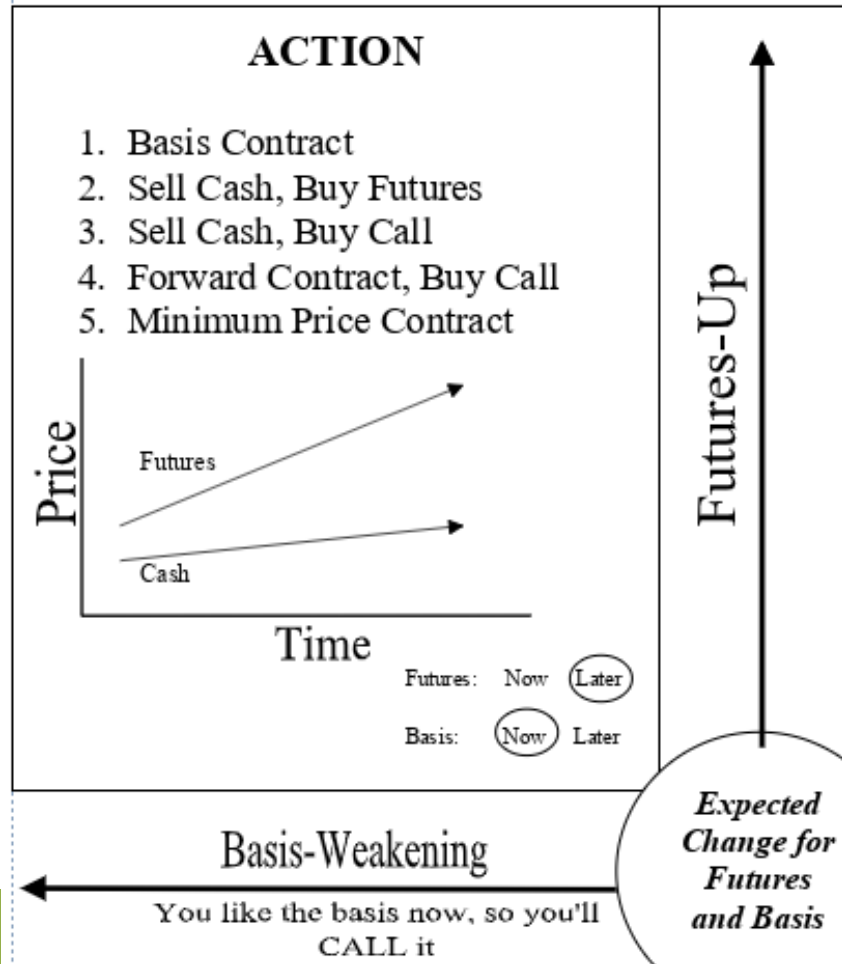 ACTION
1. Basis Contract
2. Sell Cash, Buy Futures
3. Sell Cash, Buy Call
4. Forward Contract, Buy Call
5. Minimum Price Contract
Price
Futures
Cash
Time
Futures: Now Later
Basis: Now Later
Futures-Up
Basis-Weakening
You like the basis now, so you'll
CALL it
Expected
Change for
Futures
and Basis